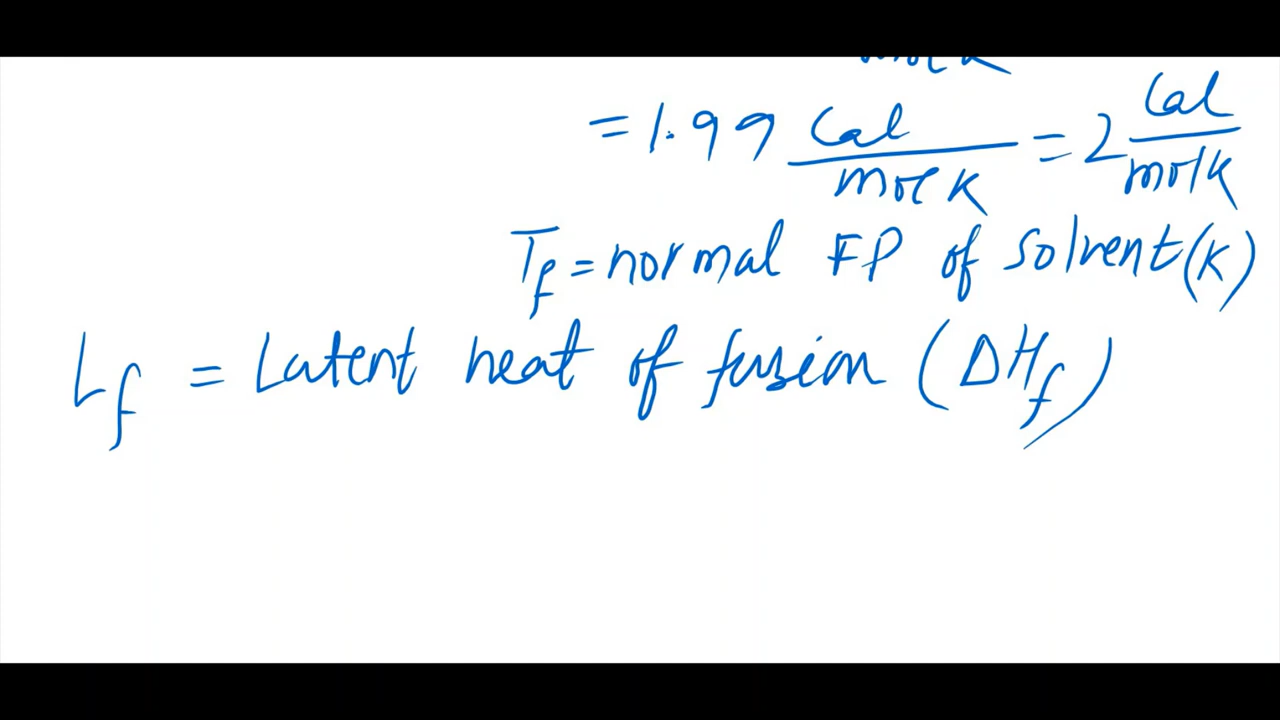 = 1.99 Cal / mol K = 2 Cal / mol K
Tf = normal FP of solvent (K)
Lf = Latent heat of fusion (ΔHf)